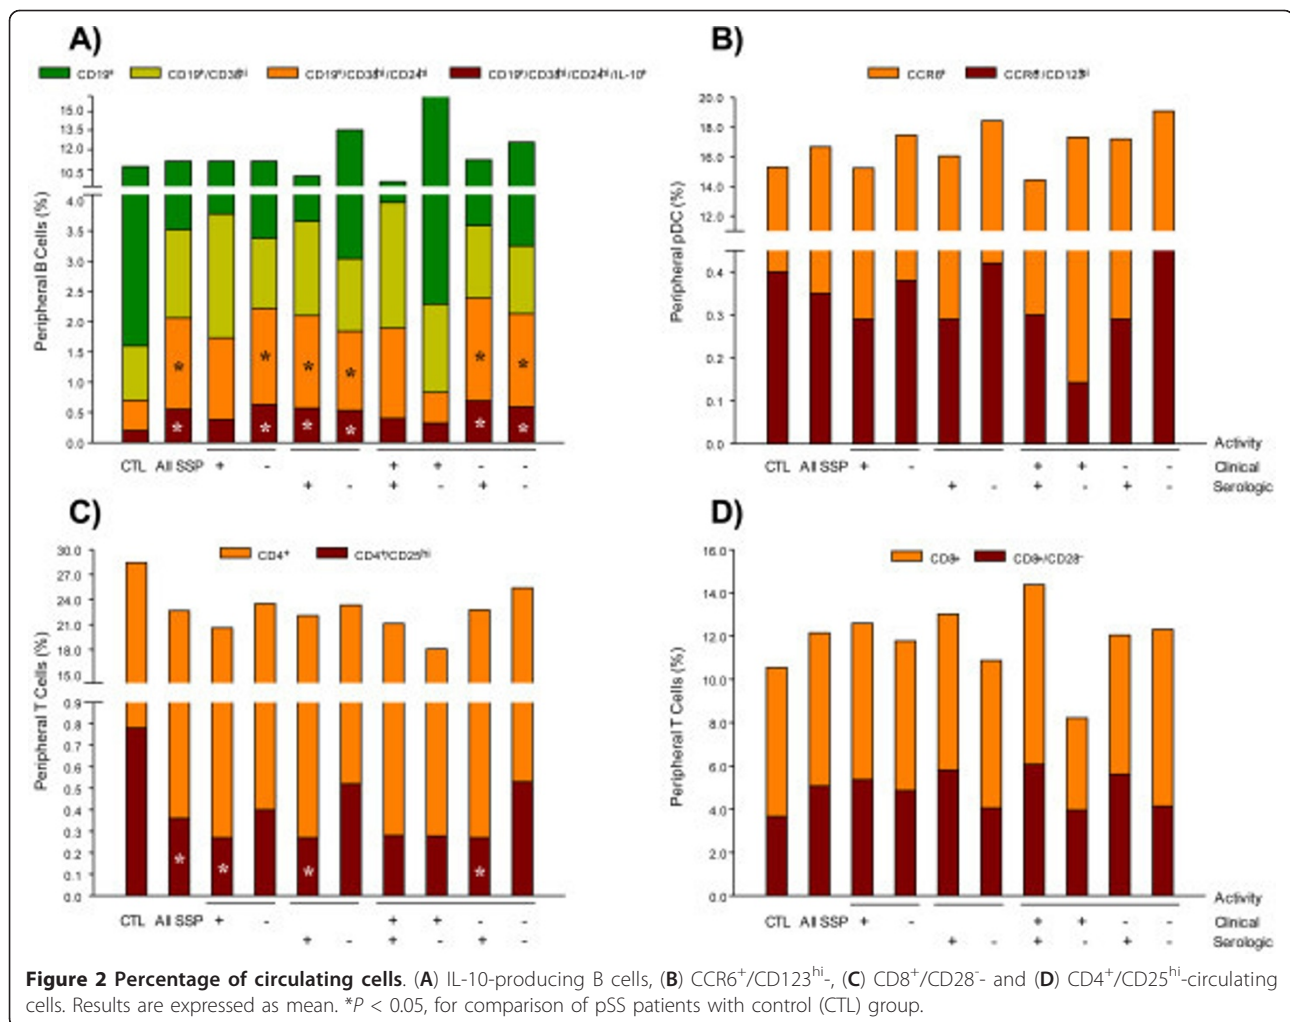 A)
CD19⁺ CD19⁺/CD38ʰⁱ CD19⁺/CD38ʰⁱ/CD24ʰⁱ CD19⁺/CD38ʰⁱ/CD24ʰⁱ/IL-10⁺
Peripheral B Cells (%)
15.0
13.5
12.0
10.5
4.0
3.5
3.0
2.5
2.0
1.5
1.0
0.5
0.0
* * * * * *
* * * * * *
CTL All SSP + - + + - -
+ - + - + -
B)
CCR6⁺ CCR6⁺/CD123ʰⁱ
Peripheral pDC (%)
20.0
18.0
16.0
14.0
12.0
0.4
0.3
0.2
0.1
0.0
Activity
CTL All SSP + - + + - - Clinical
+ - + - + - Serologic
C)
CD4⁺ CD4⁺/CD25ʰⁱ
Peripheral T Cells (%)
30.0
27.0
24.0
21.0
18.0
15.0
0.9
0.8
0.7
0.6
0.5
0.4
0.3
0.2
0.1
0.0
* * * *
CTL All SSP + - + + - -
+ - + - + -
D)
CD8+ CD8+/CD28⁻
Peripheral T Cells (%)
16.0
14.0
12.0
10.0
8.0
6.0
4.0
2.0
0.0
Activity
CTL All SSP + - + + - - Clinical
+ - + - + - Serologic
Figure 2 Percentage of circulating cells. (A) IL-10-producing B cells, (B) CCR6⁺/CD123ʰⁱ-, (C) CD8⁺/CD28⁻- and (D) CD4⁺/CD25ʰⁱ-circulating
cells. Results are expressed as mean. *P < 0.05, for comparison of pSS patients with control (CTL) group.